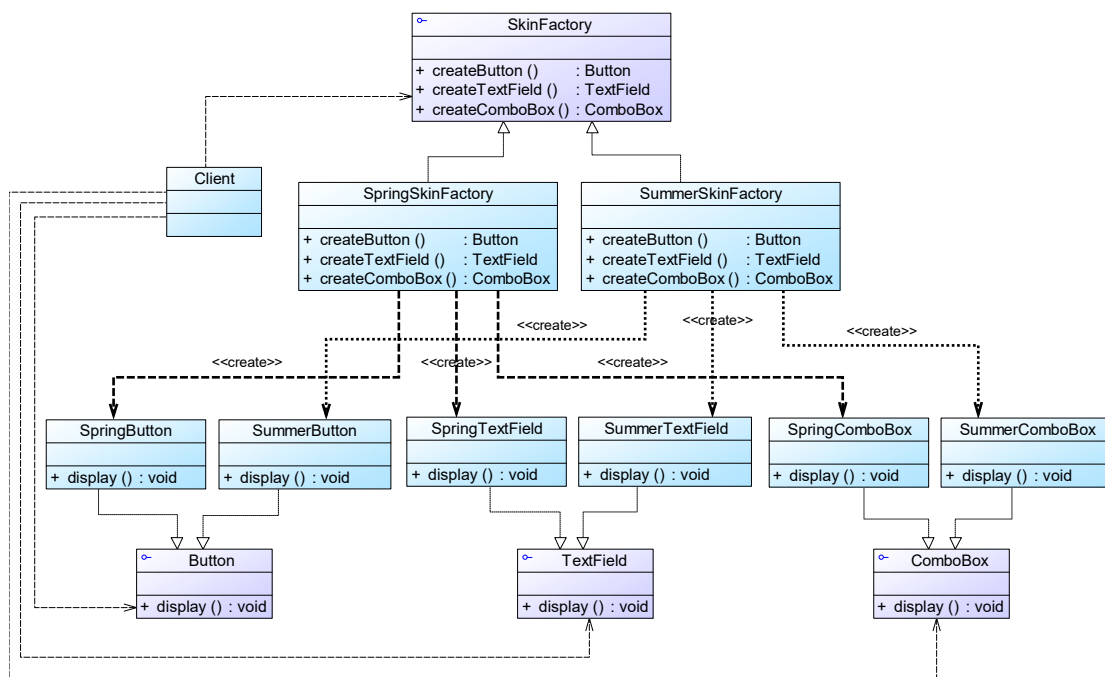 SkinFactory
+ createButton () : Button
+ createTextField () : TextField
+ createComboBox () : ComboBox
Client
SpringSkinFactory
+ createButton () : Button
+ createTextField () : TextField
+ createComboBox () : ComboBox
SummerSkinFactory
+ createButton () : Button
+ createTextField () : TextField
+ createComboBox () : ComboBox
<<create>>
<<create>>
<<create>>
<<create>>
<<create>>
<<create>>
SpringButton
+ display () : void
SummerButton
+ display () : void
SpringTextField
+ display () : void
SummerTextField
+ display () : void
SpringComboBox
+ display () : void
SummerComboBox
+ display () : void
Button
+ display () : void
TextField
+ display () : void
ComboBox
+ display () : void